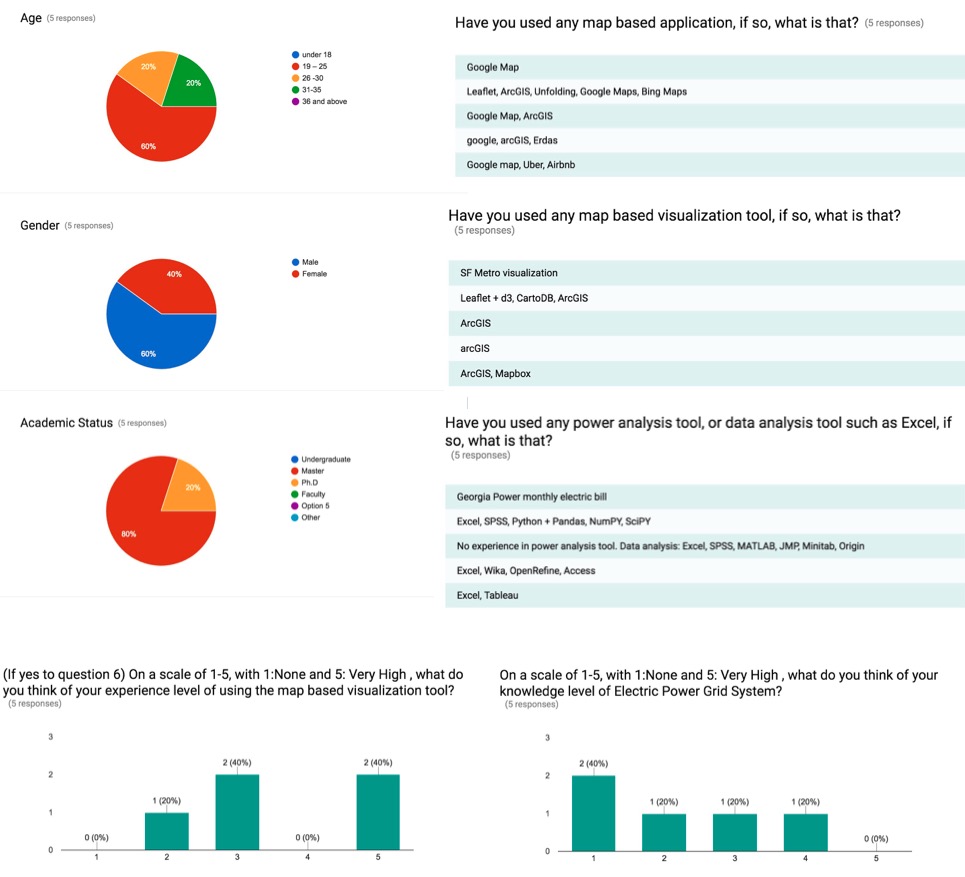 Age (5 responses)
20%
20%
60%
under 18
19 – 25
26 -30
31-35
36 and above
Have you used any map based application, if so, what is that? (5 responses)
Google Map
Leaflet, ArcGIS, Unfolding, Google Maps, Bing Maps
Google Map, ArcGIS
google, arcGIS, Erdas
Google map, Uber, Airbnb
Gender (5 responses)
40%
60%
Male
Female
Have you used any map based visualization tool, if so, what is that?
(5 responses)
SF Metro visualization
Leaflet + d3, CartoDB, ArcGIS
ArcGIS
arcGIS
ArcGIS, Mapbox
Academic Status (5 responses)
20%
80%
Undergraduate
Master
Ph.D
Faculty
Option 5
Other
Have you used any power analysis tool, or data analysis tool such as Excel, if
so, what is that?
(5 responses)
Georgia Power monthly electric bill
Excel, SPSS, Python + Pandas, NumPY, SciPY
No experience in power analysis tool. Data analysis: Excel, SPSS, MATLAB, JMP, Minitab, Origin
Excel, Wika, OpenRefine, Access
Excel, Tableau
(If yes to question 6) On a scale of 1-5, with 1:None and 5: Very High , what do
you think of your experience level of using the map based visualization tool?
(5 responses)
3
2
1
0
0 (0%)
1 (20%)
2 (40%)
0 (0%)
2 (40%)
1 2 3 4 5
On a scale of 1-5, with 1:None and 5: Very High , what do you think of your
knowledge level of Electric Power Grid System?
(5 responses)
3
2
1
0
2 (40%)
1 (20%)
1 (20%)
1 (20%)
0 (0%)
1 2 3 4 5